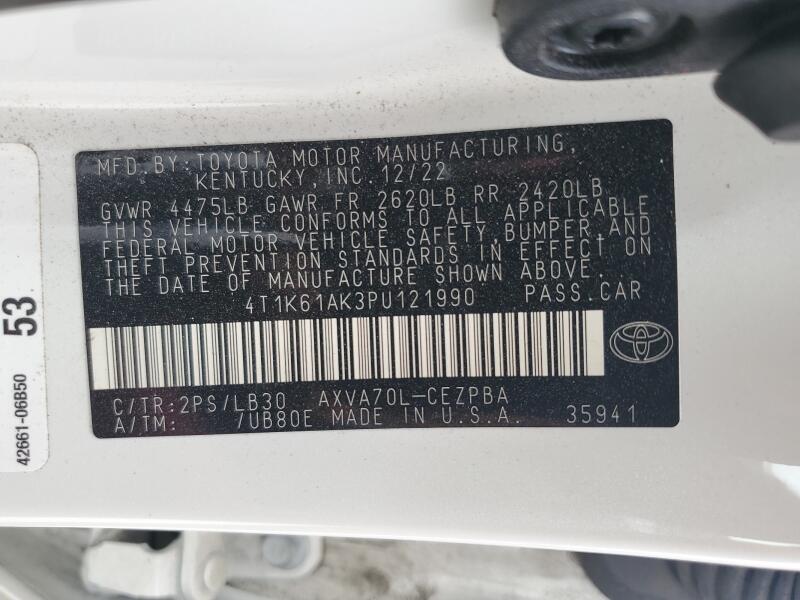 MFD.BY:TOYOTA MOTOR MANUFACTURING,
KENTUCKY,INC 12/22
GVWR 4475LB GAWR FR 2620LB RR 2420LB
THIS VEHICLE CONFORMS TO ALL APPLICABLE
FEDERAL MOTOR VEHICLE SAFETY,BUMPER,AND
THEFT PREVENTION STANDARDS IN EFFECT ON
THE DATE OF MANUFACTURE SHOWN ABOVE.
4T1K61AK3PU121990 PASS.CAR
C/TR:2PS/LB30 AXVA70L-CEZPBA
A/TM: /UB80E MADE IN U.S.A. 35941
53
42661-06B50